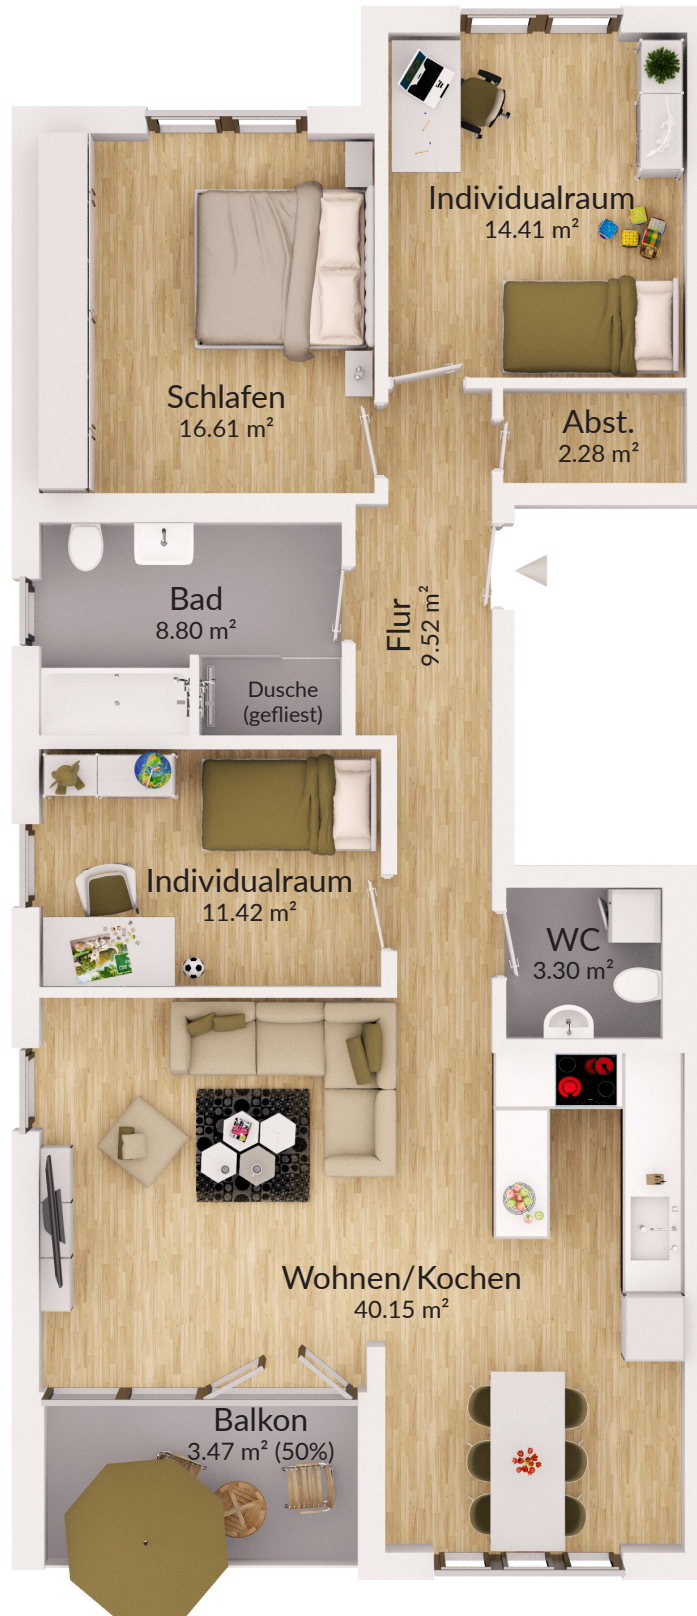 Individualraum
14.41 m²
Schlafen
16.61 m²
Abst.
2.28 m²
Bad
8.80 m²
Flur
9.52 m²
Dusche
(gefliest)
Individualraum
11.42 m²
WC
3.30 m²
Wohnen/Kochen
40.15 m²
Balkon
3.47 m² (50%)